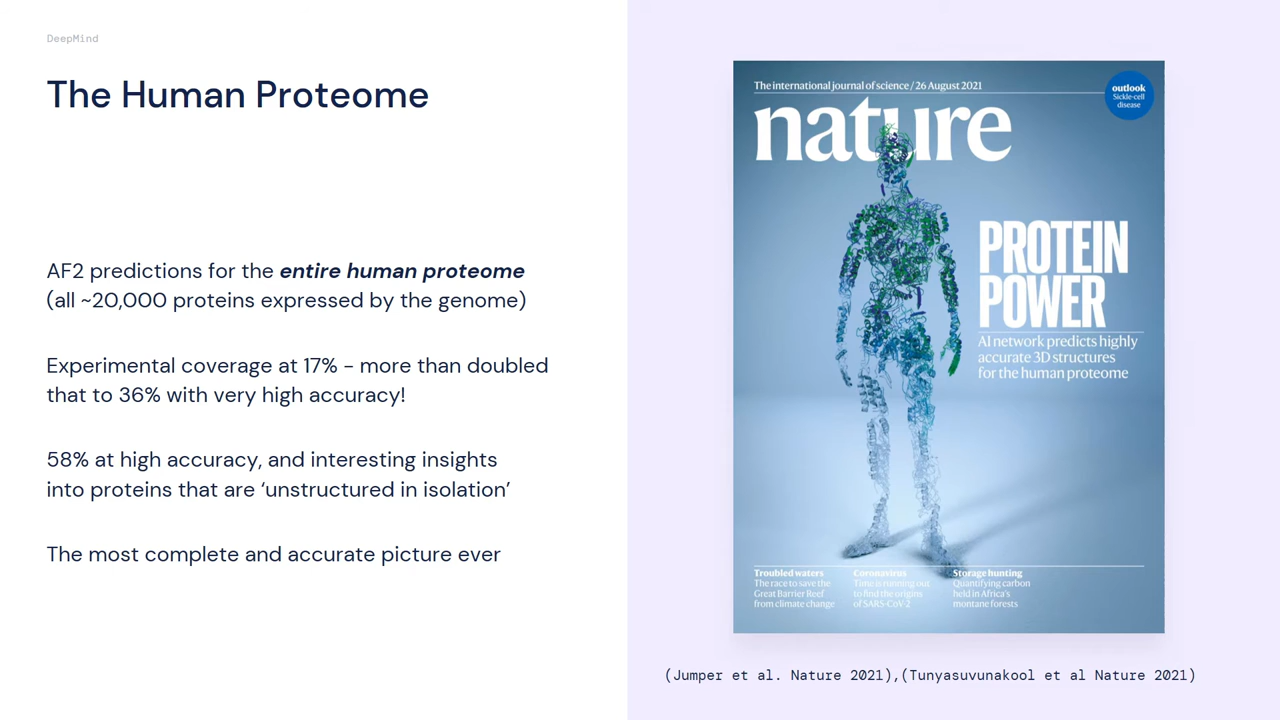 DeepMind
The Human Proteome
AF2 predictions for the entire human proteome
(all ~20,000 proteins expressed by the genome)
Experimental coverage at 17% - more than doubled
that to 36% with very high accuracy!
58% at high accuracy, and interesting insights
into proteins that are ‘unstructured in isolation’
The most complete and accurate picture ever
The international journal of science / 26 August 2021
outlook
Sickle-cell
disease
nature
PROTEIN
POWER
AI network predicts highly
accurate 3D structures
for the human proteome
Troubled waters
The race to save the
Great Barrier Reef
from climate change
Coronavirus
Time is running out
to find the origins
of SARS-CoV-2
Storage hunting
Quantifying carbon
held in Africa's
montane forests
(Jumper et al. Nature 2021),(Tunyasuvunakool et al Nature 2021)